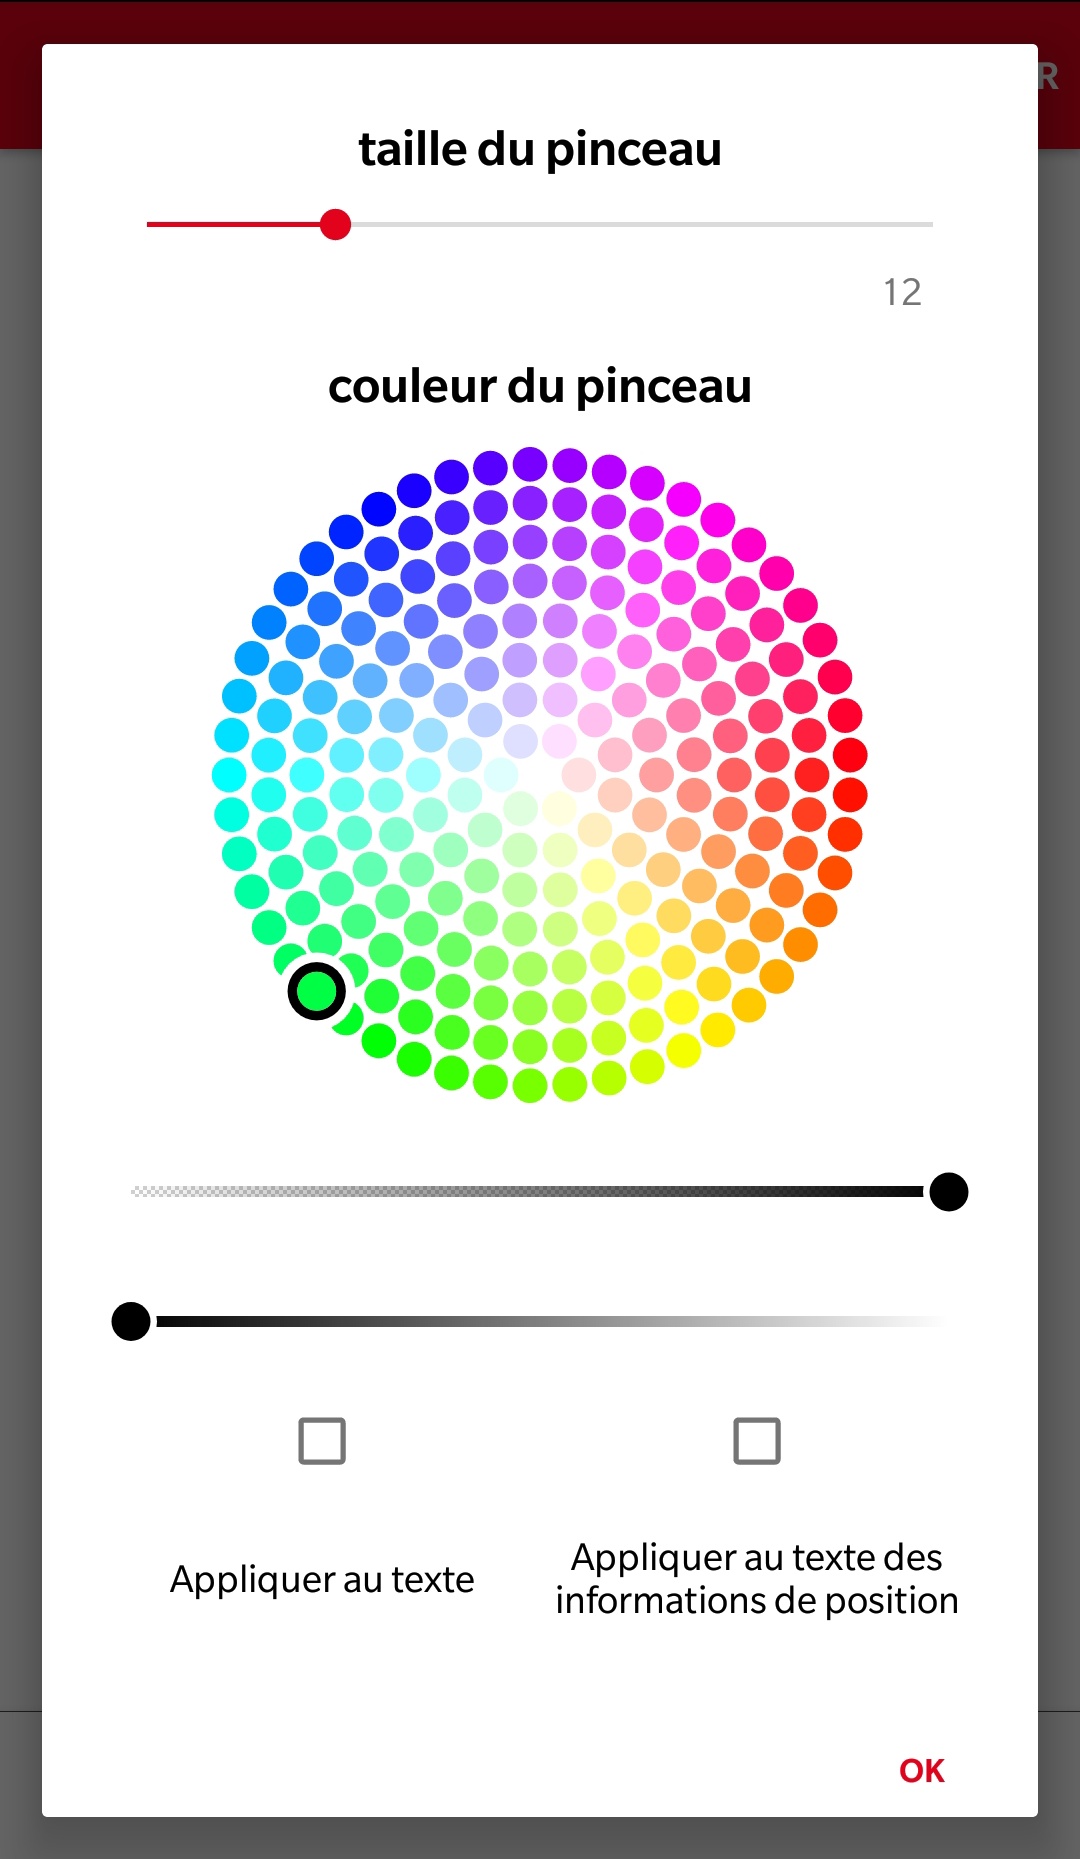 R
taille du pinceau
12
couleur du pinceau
Appliquer au texte
Appliquer au texte des
informations de position
OK